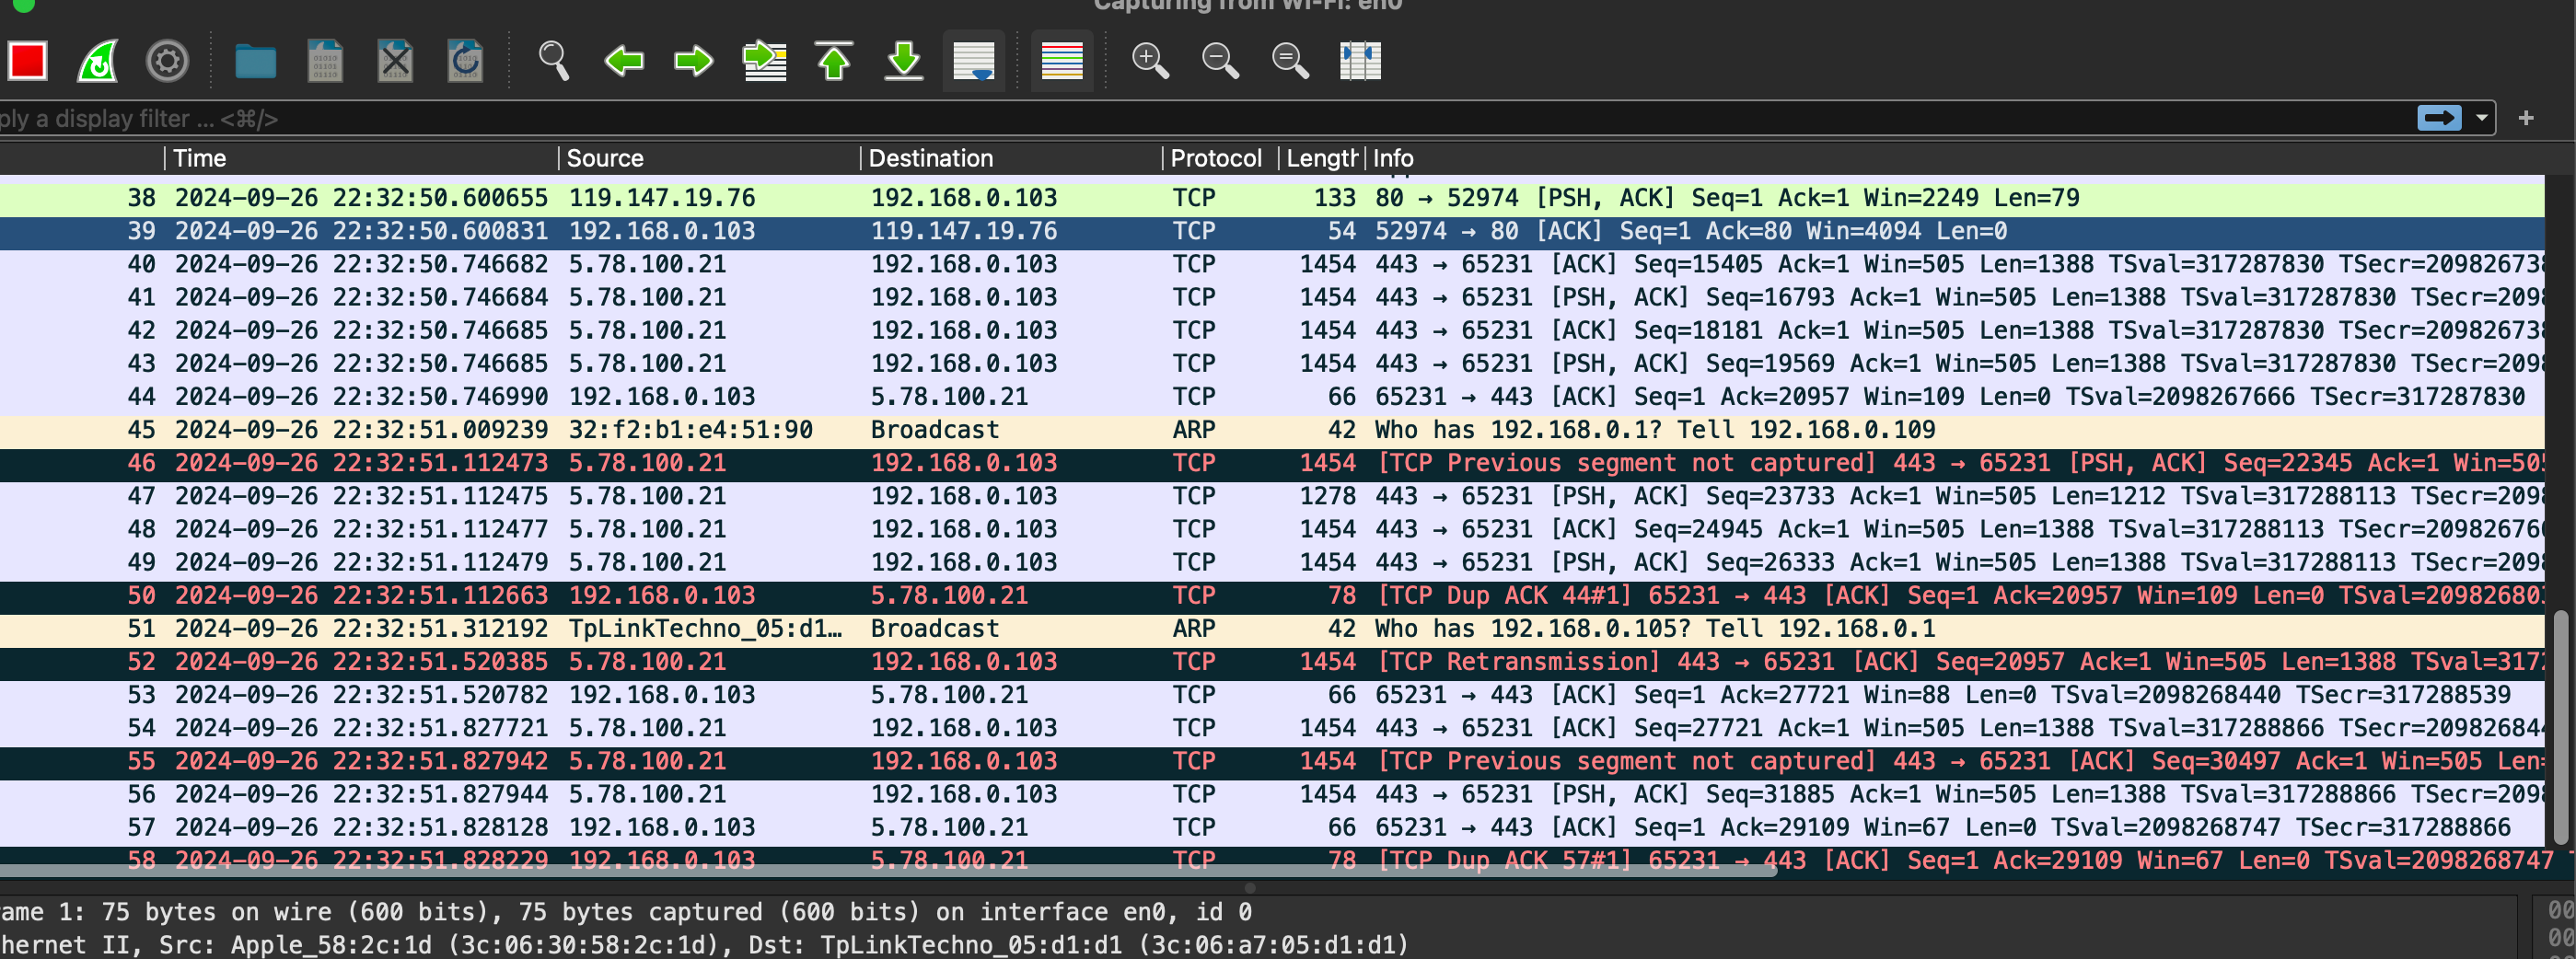 Capturing from Wi-Fi: en0
ply a display filter ... <⌘/>
Time Source Destination Protocol Length Info
38 2024-09-26 22:32:50.600655 119.147.19.76 192.168.0.103 TCP 133 80 → 52974 [PSH, ACK] Seq=1 Ack=1 Win=2249 Len=79
39 2024-09-26 22:32:50.600831 192.168.0.103 119.147.19.76 TCP 54 52974 → 80 [ACK] Seq=1 Ack=80 Win=4094 Len=0
40 2024-09-26 22:32:50.746682 5.78.100.21 192.168.0.103 TCP 1454 443 → 65231 [ACK] Seq=15405 Ack=1 Win=505 Len=1388 TSval=317287830 TSecr=209826738
41 2024-09-26 22:32:50.746684 5.78.100.21 192.168.0.103 TCP 1454 443 → 65231 [PSH, ACK] Seq=16793 Ack=1 Win=505 Len=1388 TSval=317287830 TSecr=2098
42 2024-09-26 22:32:50.746685 5.78.100.21 192.168.0.103 TCP 1454 443 → 65231 [ACK] Seq=18181 Ack=1 Win=505 Len=1388 TSval=317287830 TSecr=209826738
43 2024-09-26 22:32:50.746685 5.78.100.21 192.168.0.103 TCP 1454 443 → 65231 [PSH, ACK] Seq=19569 Ack=1 Win=505 Len=1388 TSval=317287830 TSecr=2098
44 2024-09-26 22:32:50.746990 192.168.0.103 5.78.100.21 TCP 66 65231 → 443 [ACK] Seq=1 Ack=20957 Win=109 Len=0 TSval=2098267666 TSecr=317287830
45 2024-09-26 22:32:51.009239 32:f2:b1:e4:51:90 Broadcast ARP 42 Who has 192.168.0.1? Tell 192.168.0.109
46 2024-09-26 22:32:51.112473 5.78.100.21 192.168.0.103 TCP 1454 [TCP Previous segment not captured] 443 → 65231 [PSH, ACK] Seq=22345 Ack=1 Win=505
47 2024-09-26 22:32:51.112475 5.78.100.21 192.168.0.103 TCP 1278 443 → 65231 [PSH, ACK] Seq=23733 Ack=1 Win=505 Len=1212 TSval=317288113 TSecr=2098
48 2024-09-26 22:32:51.112477 5.78.100.21 192.168.0.103 TCP 1454 443 → 65231 [ACK] Seq=24945 Ack=1 Win=505 Len=1388 TSval=317288113 TSecr=209826766
49 2024-09-26 22:32:51.112479 5.78.100.21 192.168.0.103 TCP 1454 443 → 65231 [PSH, ACK] Seq=26333 Ack=1 Win=505 Len=1388 TSval=317288113 TSecr=2098
50 2024-09-26 22:32:51.112663 192.168.0.103 5.78.100.21 TCP 78 [TCP Dup ACK 44#1] 65231 → 443 [ACK] Seq=1 Ack=20957 Win=109 Len=0 TSval=209826803
51 2024-09-26 22:32:51.312192 TpLinkTechno_05:d1… Broadcast ARP 42 Who has 192.168.0.105? Tell 192.168.0.1
52 2024-09-26 22:32:51.520385 5.78.100.21 192.168.0.103 TCP 1454 [TCP Retransmission] 443 → 65231 [ACK] Seq=20957 Ack=1 Win=505 Len=1388 TSval=3172
53 2024-09-26 22:32:51.520782 192.168.0.103 5.78.100.21 TCP 66 65231 → 443 [ACK] Seq=1 Ack=27721 Win=88 Len=0 TSval=2098268440 TSecr=317288539
54 2024-09-26 22:32:51.827721 5.78.100.21 192.168.0.103 TCP 1454 443 → 65231 [ACK] Seq=27721 Ack=1 Win=505 Len=1388 TSval=317288866 TSecr=209826844
55 2024-09-26 22:32:51.827942 5.78.100.21 192.168.0.103 TCP 1454 [TCP Previous segment not captured] 443 → 65231 [ACK] Seq=30497 Ack=1 Win=505 Len=
56 2024-09-26 22:32:51.827944 5.78.100.21 192.168.0.103 TCP 1454 443 → 65231 [PSH, ACK] Seq=31885 Ack=1 Win=505 Len=1388 TSval=317288866 TSecr=2098
57 2024-09-26 22:32:51.828128 192.168.0.103 5.78.100.21 TCP 66 65231 → 443 [ACK] Seq=1 Ack=29109 Win=67 Len=0 TSval=2098268747 TSecr=317288866
58 2024-09-26 22:32:51.828229 192.168.0.103 5.78.100.21 TCP 78 [TCP Dup ACK 57#1] 65231 → 443 [ACK] Seq=1 Ack=29109 Win=67 Len=0 TSval=2098268747
ame 1: 75 bytes on wire (600 bits), 75 bytes captured (600 bits) on interface en0, id 0
hernet II, Src: Apple_58:2c:1d (3c:06:30:58:2c:1d), Dst: TpLinkTechno_05:d1:d1 (3c:06:a7:05:d1:d1)
00
00